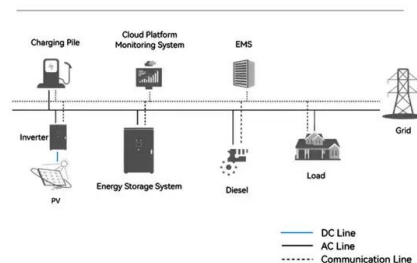 Charging Pile
Cloud Platform
Monitoring System
EMS
Grid
Inverter
PV
Energy Storage System
Diesel
Load
DC Line
AC Line
Communication Line